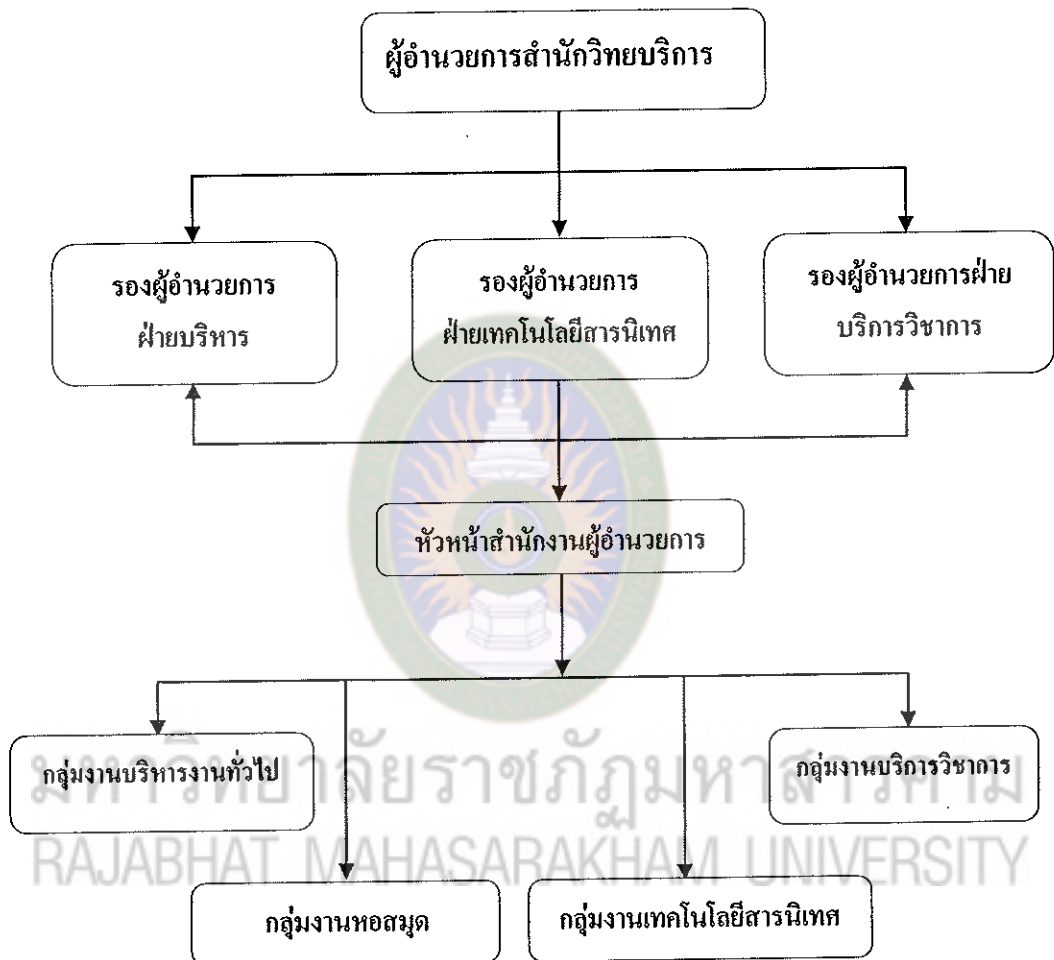 ผู้อำนวยการสำนักวิทยบริการ
รองผู้อำนวยการ
ฝ่ายบริหาร
รองผู้อำนวยการ
ฝ่ายเทคโนโลยีสารนิเทศ
รองผู้อำนวยการฝ่าย
บริการวิชาการ
หัวหน้าสำนักงานผู้อำนวยการ
กลุ่มงานบริหารงานทั่วไป
กลุ่มงานบริการวิชาการ
มหาวิทยาลัยราชภัฏมหาสารคาม
RAJABHAT MAHASARAKHAM UNIVERSITY
กลุ่มงานหอสมุด
กลุ่มงานเทคโนโลยีสารนิเทศ